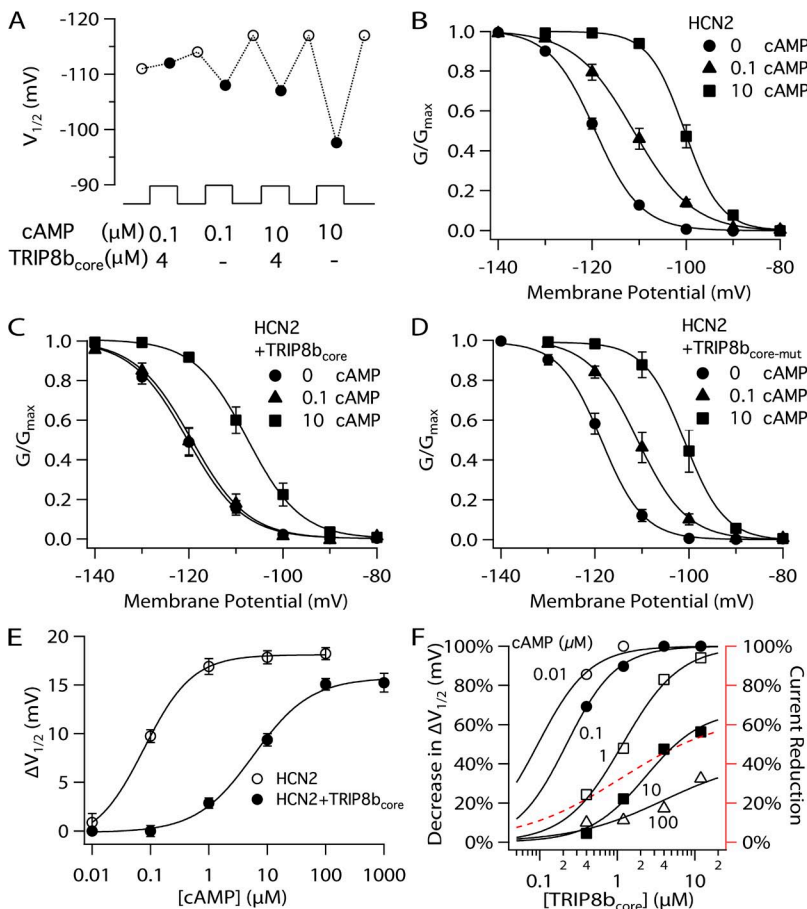 A
-120
-110
-100
-90
V1/2 (mV)
cAMP (μM) 0.1 0.1 10 10
TRIP8bcore(μM) 4 - 4 -
B
HCN2
0 cAMP
0.1 cAMP
10 cAMP
1.0
0.8
0.6
0.4
0.2
0.0
G/Gmax
-140 -120 -100 -80
Membrane Potential (mV)
C
HCN2
+TRIP8bcore
0 cAMP
0.1 cAMP
10 cAMP
1.0
0.8
0.6
0.4
0.2
0.0
G/Gmax
-140 -120 -100 -80
Membrane Potential (mV)
D
HCN2
+TRIP8bcore-mut
0 cAMP
0.1 cAMP
10 cAMP
1.0
0.8
0.6
0.4
0.2
0.0
G/Gmax
-140 -120 -100 -80
Membrane Potential (mV)
E
20
15
10
5
0
ΔV1/2 (mV)
HCN2
HCN2+TRIP8bcore
0.01 0.1 1 10 100 1000
[cAMP] (μM)
F
cAMP (μM)
100%
80%
60%
40%
20%
0%
Decrease in ΔV1/2 (mV)
0.01
0.1
1
10
100
100%
80%
60%
40%
20%
0%
Current Reduction
0.1 2 4 1 2 4 10 2
[TRIP8bcore] (μM)